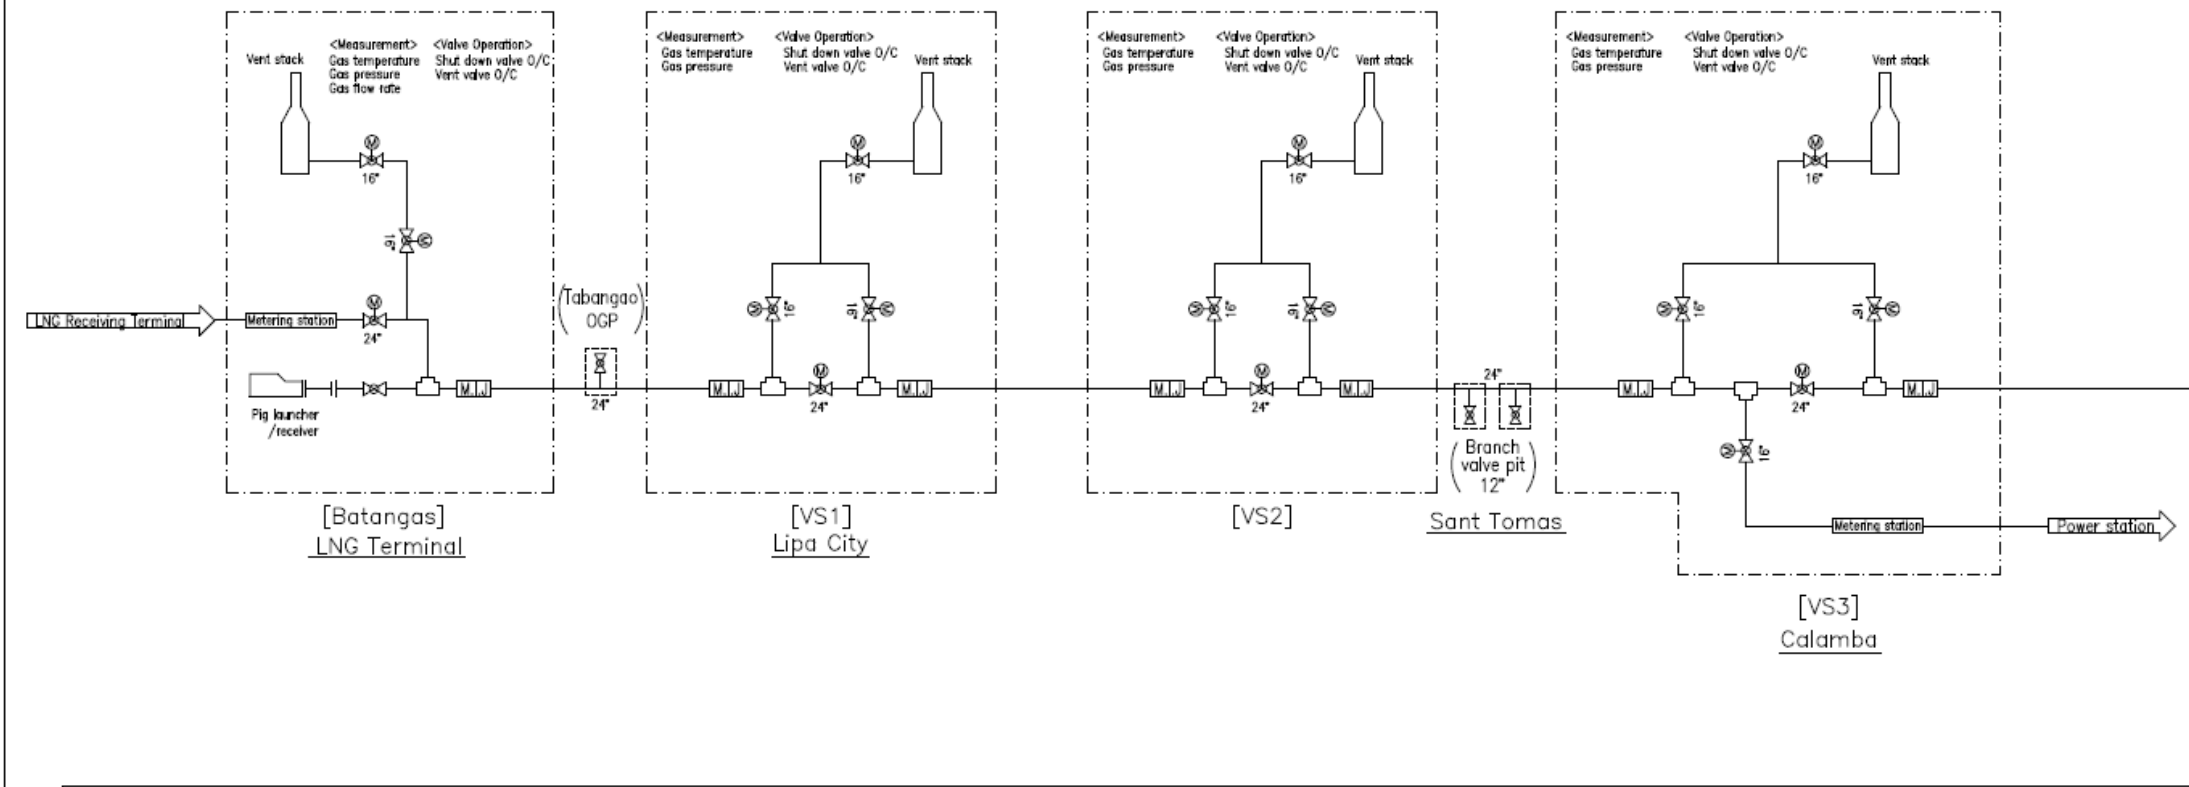 Vent stack
<Measurement>
Gas temperature
Gas pressure
Gas flow rate
<Valve Operation>
Shut down valve O/C
Vent valve O/C
M
16"
16"
M
LNG Receiving Terminal
Metering station
M
24"
Pig launcher
/receiver
M.I.J
[Batangas]
LNG Terminal
(Tabangao)
OGP
24"
<Measurement>
Gas temperature
Gas pressure
<Valve Operation>
Shut down valve O/C
Vent valve O/C
Vent stack
M
16"
M
16"
16"
M
M.I.J
M
24"
M.I.J
[VS1]
Lipa City
<Measurement>
Gas temperature
Gas pressure
<Valve Operation>
Shut down valve O/C
Vent valve O/C
Vent stack
M
16"
M
16"
16"
M
M.I.J
M
24"
M.I.J
[VS2]
24"
(Branch
valve pit
12")
Sant Tomas
<Measurement>
Gas temperature
Gas pressure
<Valve Operation>
Shut down valve O/C
Vent valve O/C
Vent stack
M
16"
M
16"
16"
M
M.I.J
M
24"
M.I.J
M
16"
Metering station
Power station
[VS3]
Calamba